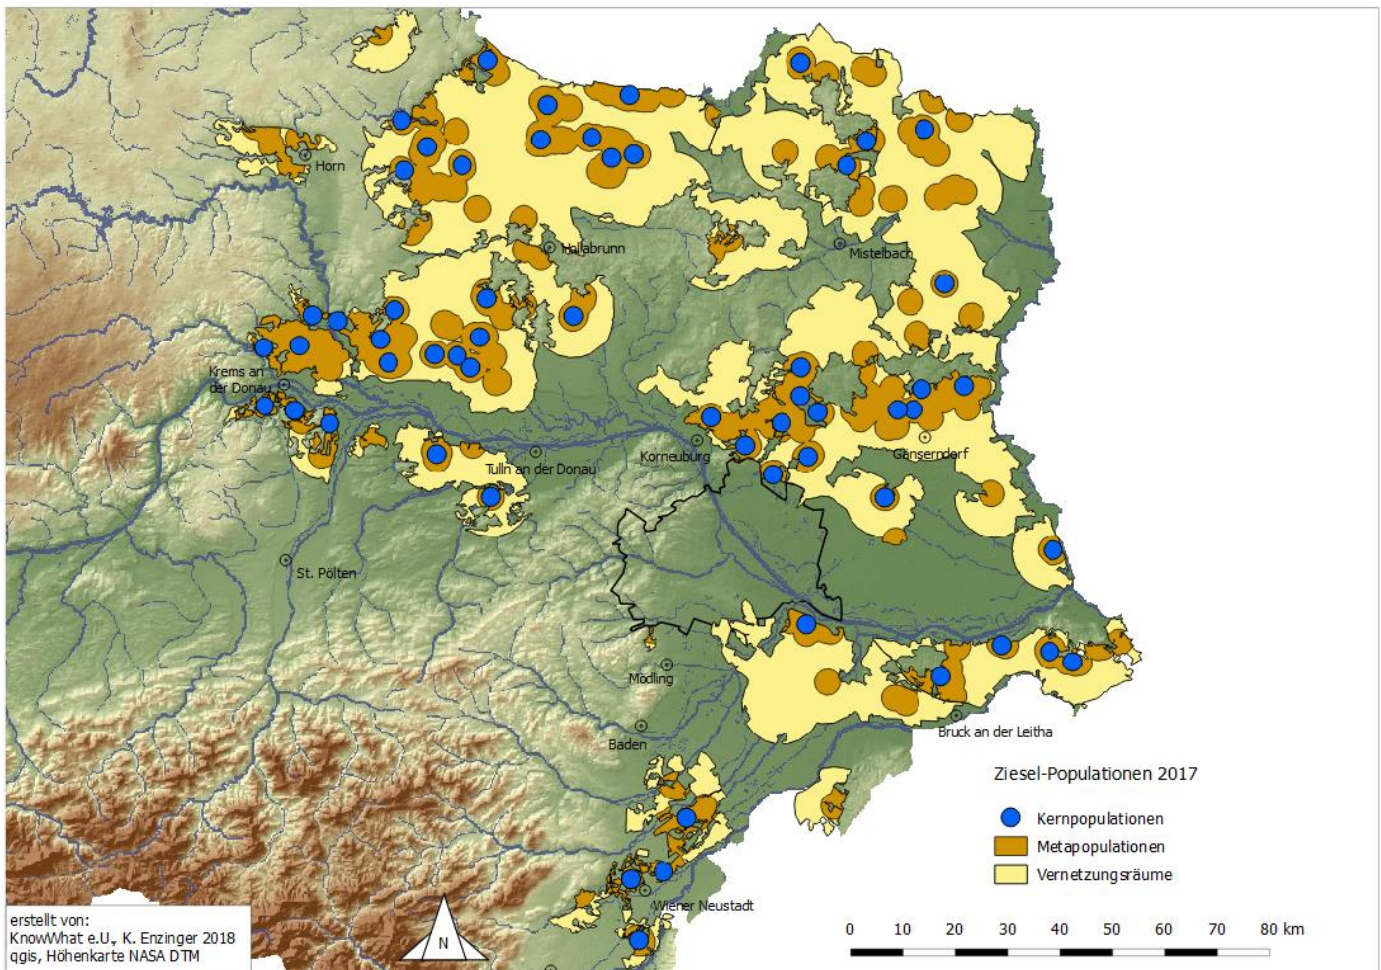 Horn
Hollabrunn
Mistelbach
Krems an
der Donau
Korneuburg
Gänserndorf
Tulln an der Donau
St. Pölten
Mödling
Baden
Bruck an der Leitha
Wiener Neustadt
Ziesel-Populationen 2017
Kernpopulationen
Metapopulationen
Vernetzungsräume
0 10 20 30 40 50 60 70 80 km
N
erstellt von:
KnowWhat e.U., K. Enzinger 2018
qgis, Höhenkarte NASA DTM